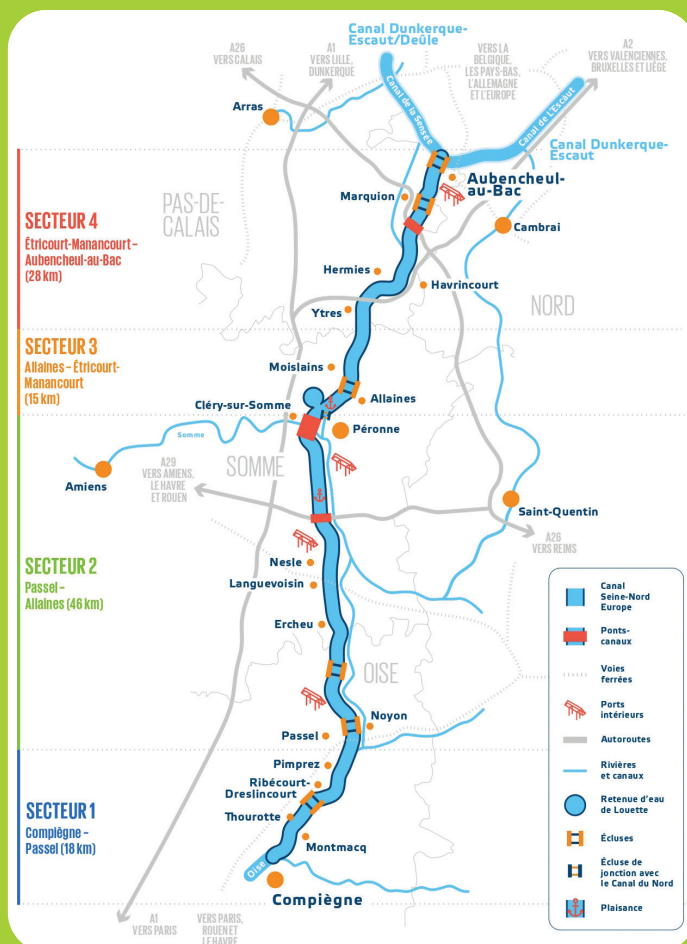 Canal Dunkerque-
Escaut/Deûle
A26
VERS CALAIS
A1
VERS LILLE,
DUNKERQUE
VERS LA
BELGIQUE,
LES PAYS-BAS,
L'ALLEMAGNE
ET L'EUROPE
A2
VERS VALENCIENNES,
BRUXELLES ET LIÈGE
Canal de la Sensée
Canal de L'Escaut
Arras
Canal Dunkerque-
Escaut
Aubencheul-
au-Bac
Marquion
PAS-DE-
CALAIS
Cambrai
SECTEUR 4
Étricourt-Manancourt –
Aubencheul-au-Bac
(28 km)
Hermies
Havrincourt
NORD
Ytres
SECTEUR 3
Allaines – Étricourt-
Manancourt
(15 km)
Moislains
Allaines
Cléry-sur-Somme
Péronne
Somme
SOMME
Amiens
A29
VERS AMIENS,
LE HAVRE
ET ROUEN
Saint-Quentin
A26
VERS REIMS
SECTEUR 2
Passel –
Allaines (46 km)
Nesle
Languevoisin
Ercheu
OISE
Noyon
Passel
Pimprez
Ribécourt-
Dreslincourt
SECTEUR 1
Compiègne –
Passel (18 km)
Thourotte
Montmacq
Oise
Compiègne
A1
VERS PARIS
VERS PARIS,
ROUEN ET
LE HAVRE
Canal
Seine-Nord
Europe
Ponts-
canaux
Voies
ferrées
Ports
intérieurs
Autoroutes
Rivières
et canaux
Retenue d'eau
de Louette
Écluses
Écluse de
jonction avec
le Canal du Nord
Plaisance